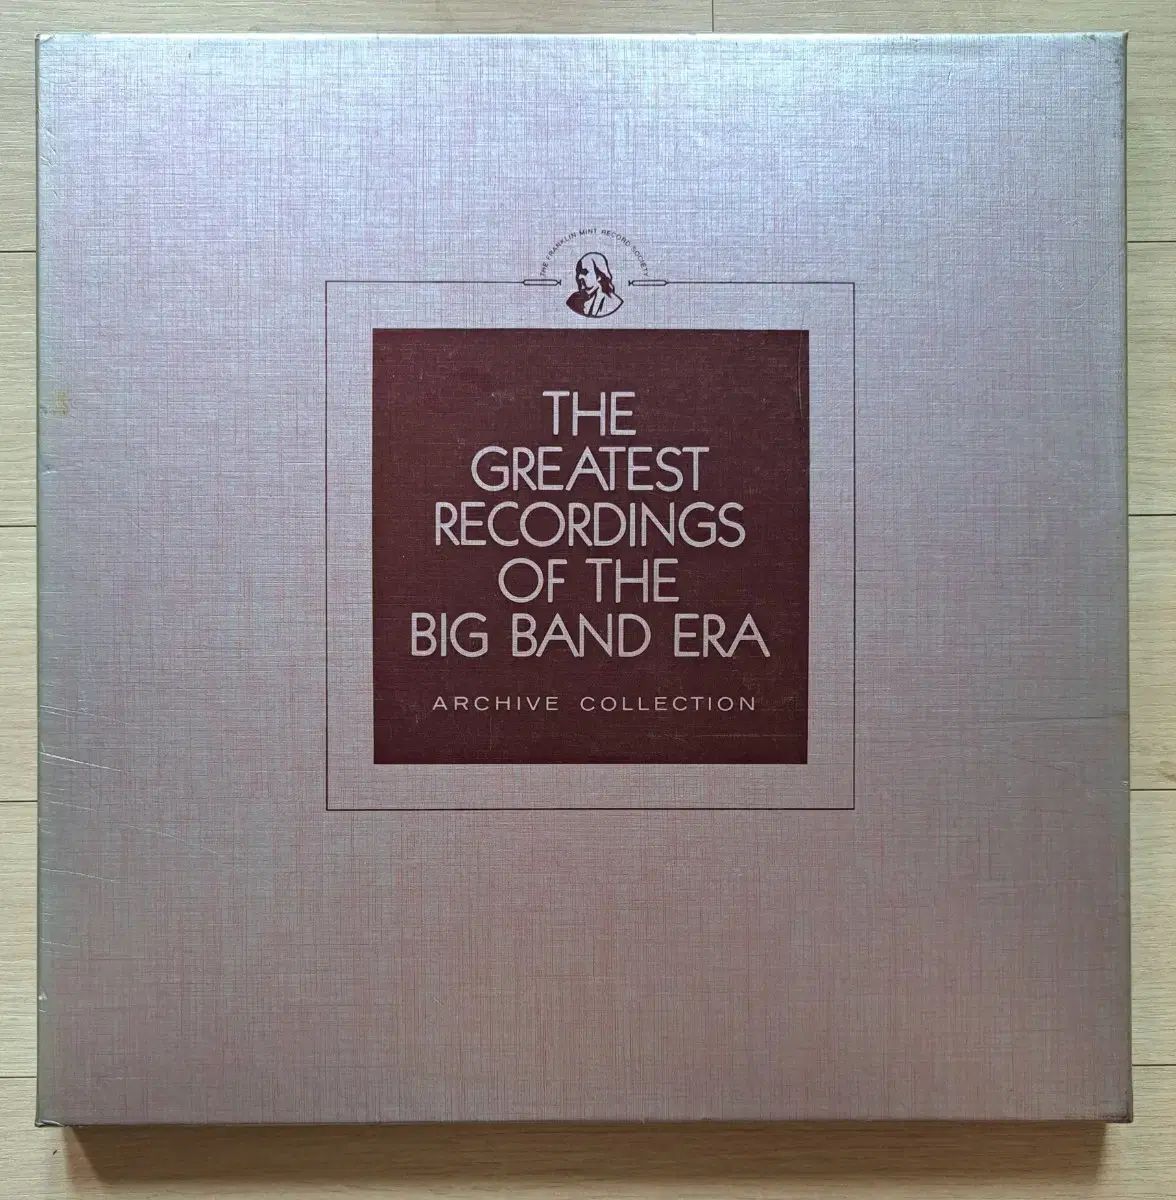 THE FRANKLIN MINT RECORD SOCIETY
THE
GREATEST
RECORDINGS
OF THE
BIG BAND ERA
ARCHIVE COLLECTION